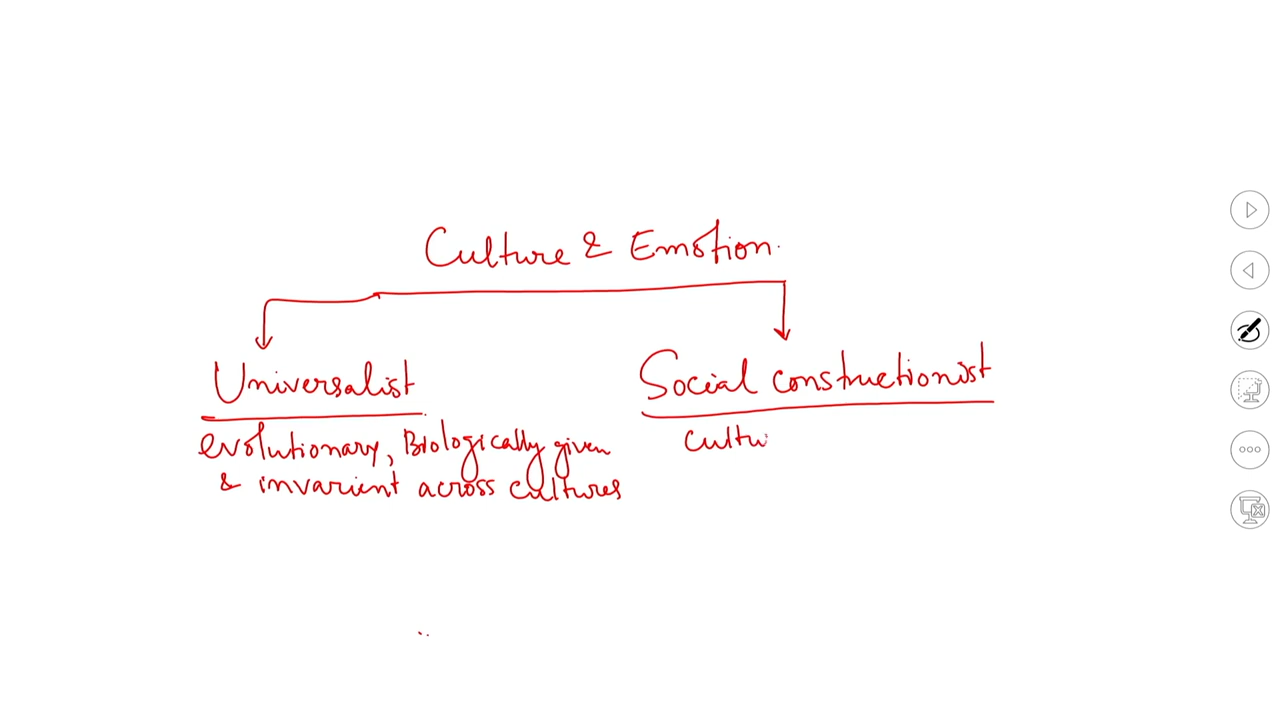 Culture & Emotion.
Universalist
Social constructionist
evolutionary, Biologically given
& invarient across cultures
cultu